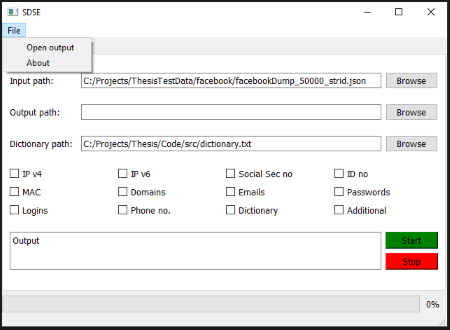 SDSE
File
Open output
About
Input path: C:/Projects/ThesisTestData/facebook/facebookDump_50000_strid.json Browse
Output path: Browse
Dictionary path: C:/Projects/Thesis/Code/src/dictionary.txt Browse
IP v4 IP v6 Social Sec no ID no
MAC Domains Emails Passwords
Logins Phone no. Dictionary Additional
Output Start
Stop
0%